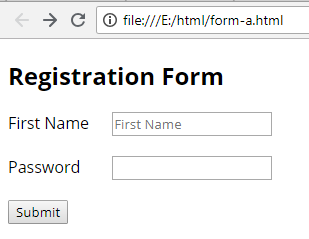 file:///E:/html/form-a.html
Registration Form
First Name First Name
Password
Submit